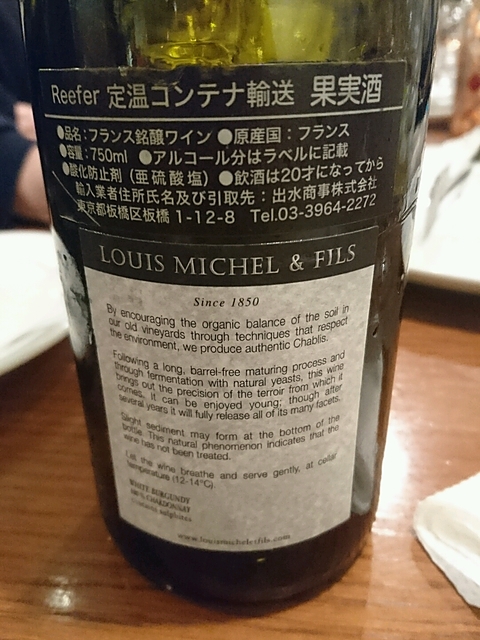 Reefer 定温コンテナ輸送 果実酒
●品名：フランス銘醸ワイン ●原産国：フランス
●容量：750ml ●アルコール分はラベルに記載
●酸化防止剤（亜硫酸塩）●飲酒は20才になってから
輸入業者住所氏名及び引取先：出水商事株式会社
東京都板橋区板橋 1-12-8 Tel.03-3964-2272
LOUIS MICHEL & FILS
Since 1850
By encouraging the organic balance of the soil in
our old vineyards through techniques that respect
the environment, we produce authentic Chablis.
Following a long, barrel-free maturing process and
through fermentation with natural yeasts, this wine
brings out the precision of the terroir from which it
comes. It can be enjoyed young; though after
several years it will fully release all of its many facets.
Slight sediment may form at the bottom of the
bottle. This natural phenomenon indicates that the
wine has not been treated.
Let the wine breathe and serve gently, at cellar
temperature (12-14°C).
WHITE BURGUNDY
100 % CHARDONNAY
Contains sulphites
www.louismicheletfils.com